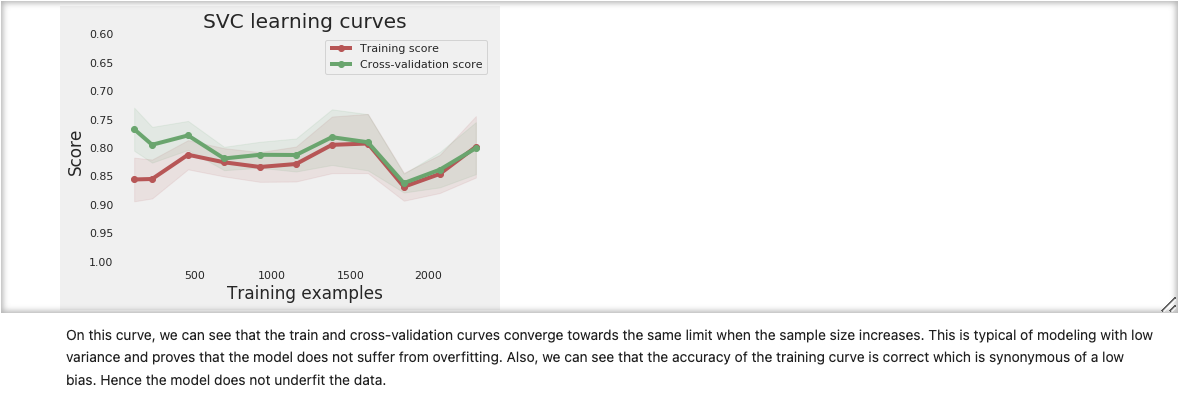 SVC learning curves
0.60
Training score
Cross-validation score
0.65
0.70
0.75
0.80
0.85
0.90
0.95
1.00
Score
500 1000 1500 2000
Training examples
On this curve, we can see that the train and cross-validation curves converge towards the same limit when the sample size increases. This is typical of modeling with low
variance and proves that the model does not suffer from overfitting. Also, we can see that the accuracy of the training curve is correct which is synonymous of a low
bias. Hence the model does not underfit the data.